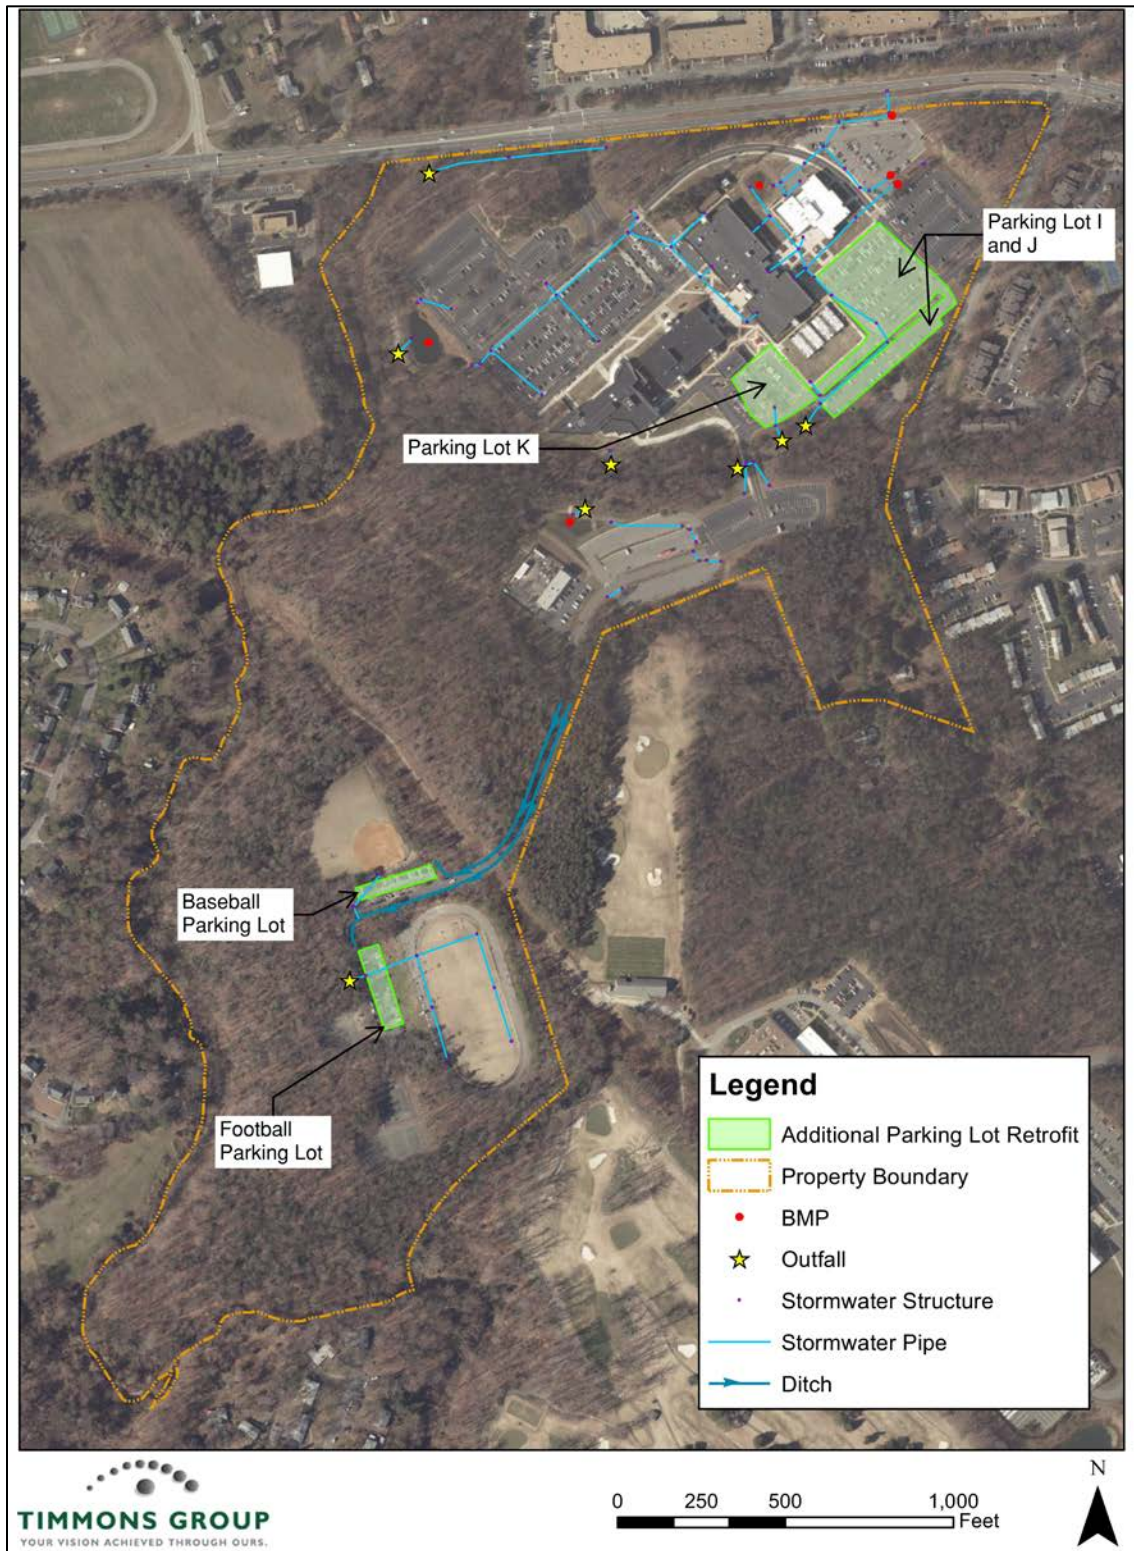 Parking Lot I
and J
Parking Lot K
Baseball
Parking Lot
Football
Parking Lot
Legend
Additional Parking Lot Retrofit
Property Boundary
BMP
Outfall
Stormwater Structure
Stormwater Pipe
Ditch
TIMMONS GROUP
YOUR VISION ACHIEVED THROUGH OURS.
0 250 500 1,000
Feet
N